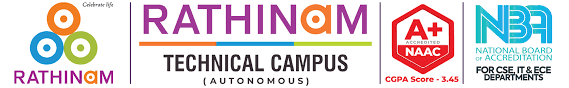 Celebrate life
RATHINAM
RATHINAM
TECHNICAL CAMPUS
(AUTONOMOUS)
A+
ACCREDITED
NAAC
CGPA Score - 3.45
NBA
NATIONAL BOARD
of ACCREDITATION
FOR CSE, IT & ECE
DEPARTMENTS